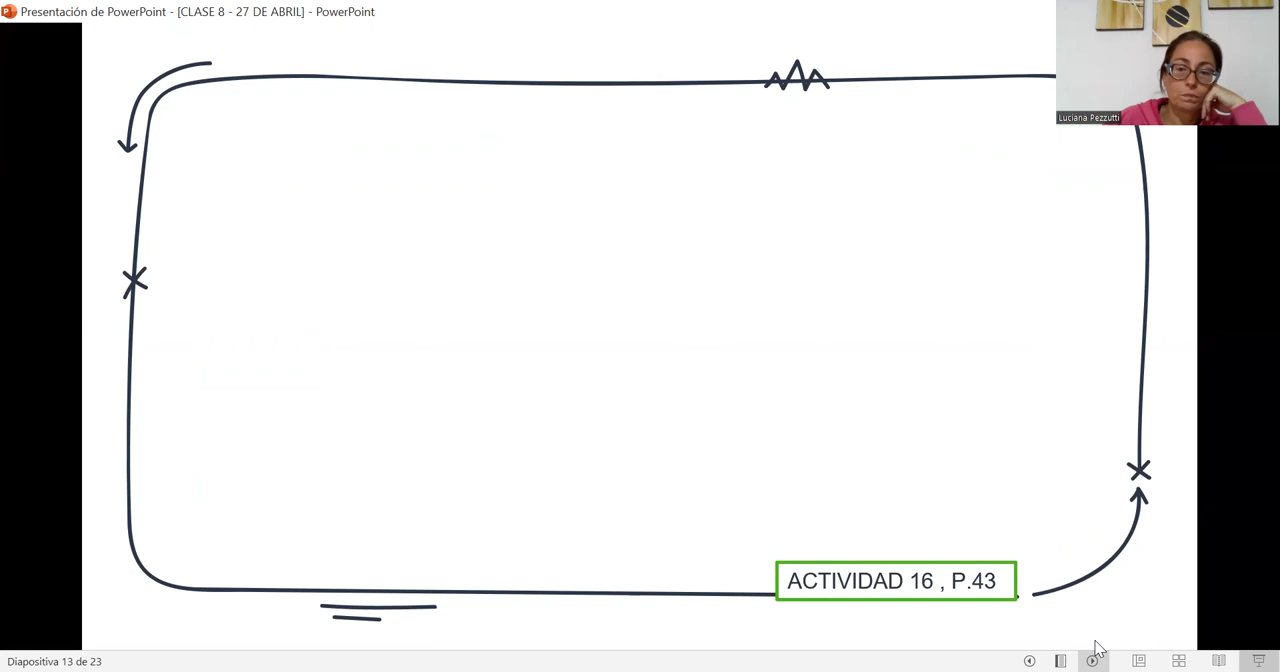 Presentación de PowerPoint - [CLASE 8 - 27 DE ABRIL] - PowerPoint
Luciana Pezzutti
ACTIVIDAD 16 , P.43
Diapositiva 13 de 23